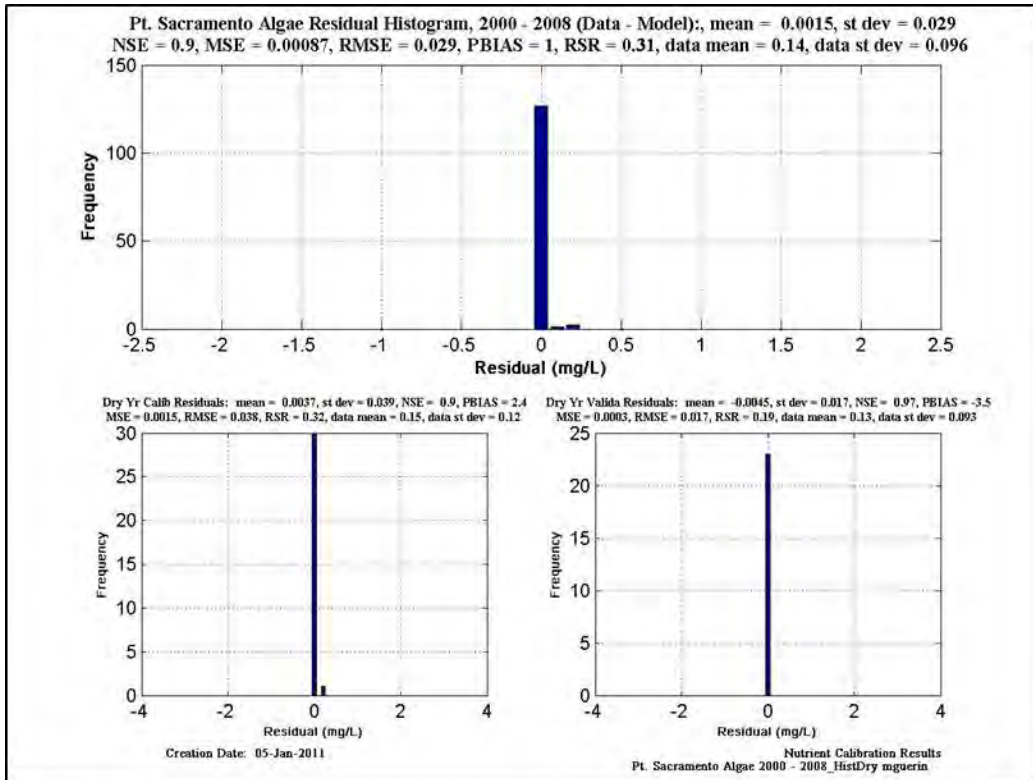 Pt. Sacramento Algae Residual Histogram, 2000 - 2008 (Data - Model):, mean = 0.0015, st dev = 0.029
NSE = 0.9, MSE = 0.00087, RMSE = 0.029, PBIAS = 1, RSR = 0.31, data mean = 0.14, data st dev = 0.096
150
100
50
0
Frequency
-2.5 -2 -1.5 -1 -0.5 0 0.5 1 1.5 2 2.5
Residual (mg/L)
Dry Yr Calib Residuals: mean = 0.0037, st dev = 0.039, NSE = 0.9, PBIAS = 2.4
MSE = 0.0015, RMSE = 0.038, RSR = 0.32, data mean = 0.15, data st dev = 0.12
30
25
20
15
10
5
0
Frequency
-4 -2 0 2 4
Residual (mg/L)
Dry Yr Valida Residuals: mean = -0.0045, st dev = 0.017, NSE = 0.97, PBIAS = -3.5
MSE = 0.0003, RMSE = 0.017, RSR = 0.19, data mean = 0.13, data st dev = 0.093
25
20
15
10
5
0
Frequency
-4 -2 0 2 4
Residual (mg/L)
Creation Date: 05-Jan-2011
Nutrient Calibration Results
Pt. Sacramento Algae 2000 - 2008_HistDry mguerin